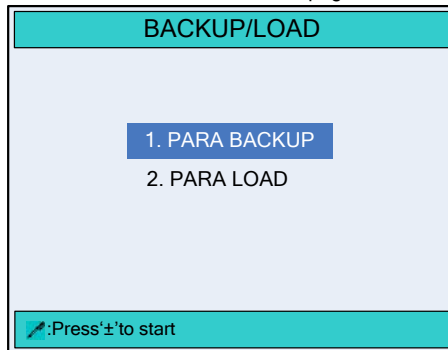 BACKUP/LOAD
1. PARA BACKUP
2. PARA LOAD
:Press‘±’to start